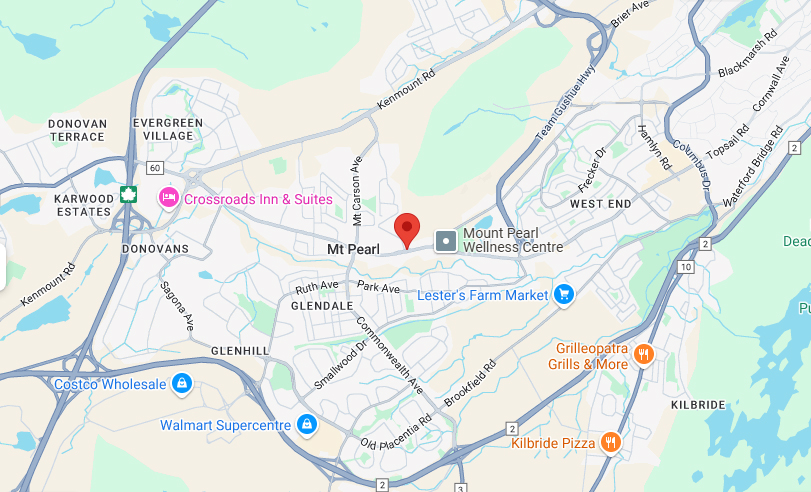 Brier Ave
Blackmarsh Rd
Kenmount Rd
Cornwall Ave
Team Gushue Hwy
DONOVAN
TERRACE
EVERGREEN
VILLAGE
Hamlyn Rd
Topsail Rd
Columbus Dr
2
Frecker Dr
Waterford Bridge Rd
60
Mt Carson Ave
KARWOOD
ESTATES
Crossroads Inn & Suites
WEST END
DONOVANS
Mt Pearl
Mount Pearl
Wellness Centre
2
Dead
10
Kenmount Rd
Sagona Ave
Ruth Ave
Park Ave
Lester's Farm Market
GLENDALE
GLENHILL
Commonwealth Ave
Smallwood Dr
Grilleopatra
Grills & More
Costco Wholesale
Brookfield Rd
KILBRIDE
Walmart Supercentre
Old Placentia Rd
2
Kilbride Pizza
2
3